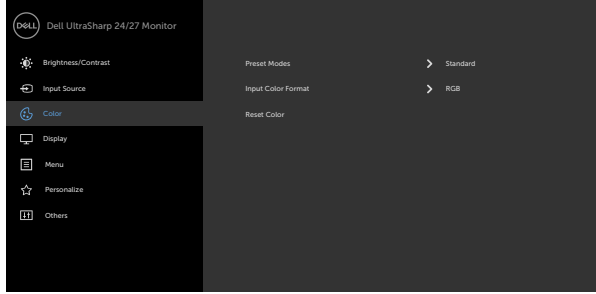 DELL Dell UltraSharp 24/27 Monitor
Brightness/Contrast
Input Source
Color
Display
Menu
Personalize
Others
Preset Modes Standard
Input Color Format RGB
Reset Color